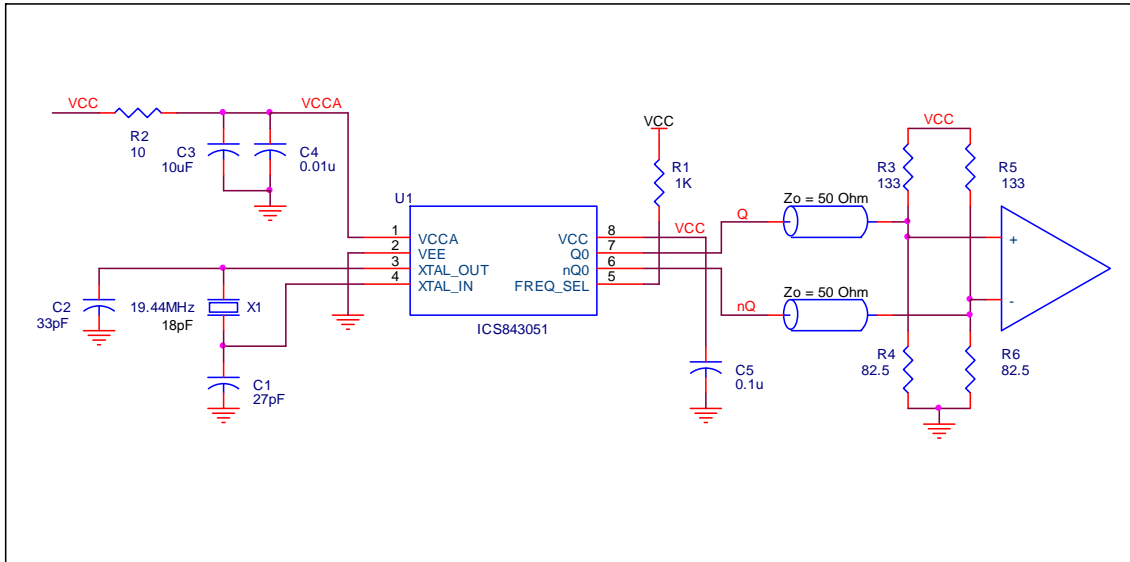 VCC
R2
10
VCCA
C3
10uF
C4
0.01u
C2
33pF
19.44MHz
18pF
X1
C1
27pF
U1
1
VCCA
2
VEE
3
XTAL_OUT
4
XTAL_IN
8
VCC
7
Q0
6
nQ0
5
FREQ_SEL
ICS843051
VCC
R1
1K
VCC
C5
0.1u
Q
Zo = 50 Ohm
nQ
Zo = 50 Ohm
VCC
R3
133
R5
133
+
-
R4
82.5
R6
82.5